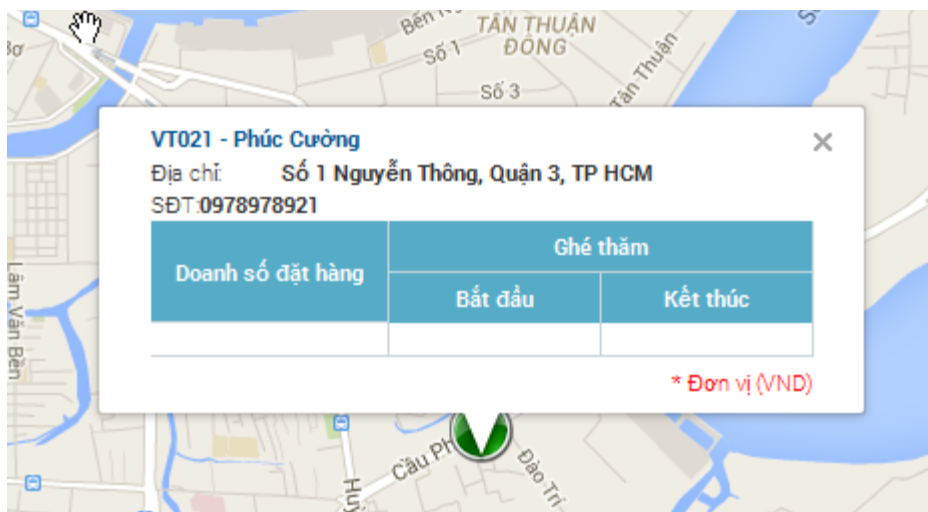 Bến
TÂN THUẬN
ĐÔNG
Số 1
Số 3
Tân Thuận
VT021 - Phúc Cường
Địa chỉ: Số 1 Nguyễn Thông, Quận 3, TP HCM
SĐT:0978978921
Doanh số đặt hàng
Ghé thăm
Bắt đầu
Kết thúc
* Đơn vị (VND)
Lâm Văn Bền
Cầu Ph
Đào Trí
Huỳ